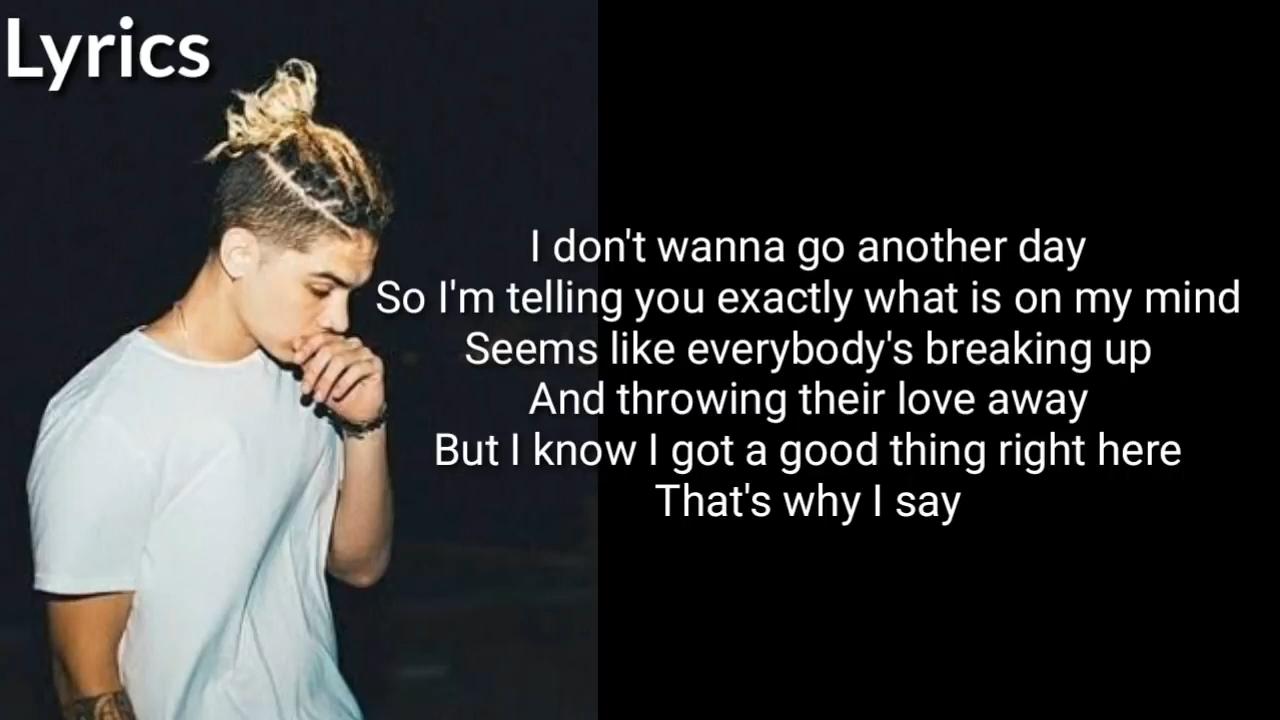 Lyrics
I don't wanna go another day
So I'm telling you exactly what is on my mind
Seems like everybody's breaking up
And throwing their love away
But I know I got a good thing right here
That's why I say